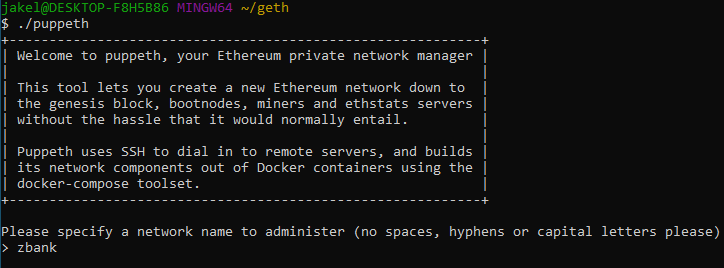 jakel@DESKTOP-F8H5B86 MINGW64 ~/geth
$ ./puppeth
+-----------------------------------------------------------+
| Welcome to puppeth, your Ethereum private network manager |
|                                                           |
| This tool lets you create a new Ethereum network down to  |
| the genesis block, bootnodes, miners and ethstats servers |
| without the hassle that it would normally entail.         |
|                                                           |
| Puppeth uses SSH to dial in to remote servers, and builds |
| its network components out of Docker containers using the |
| docker-compose toolset.                                   |
+-----------------------------------------------------------+
Please specify a network name to administer (no spaces, hyphens or capital letters please)
> zbank